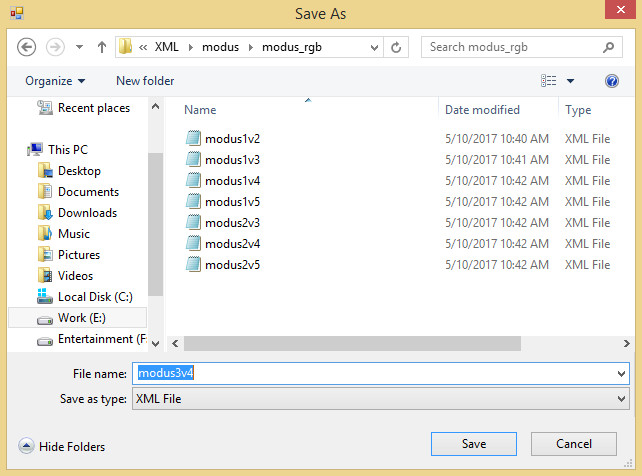 Save As
« XML modus modus_rgb
Search modus_rgb
Organize New folder
Name Date modified Type
Recent places
This PC
Desktop
Documents
Downloads
Music
Pictures
Videos
Local Disk (C:)
Work (E:)
Entertainment (F
modus1v2 5/10/2017 10:40 AM XML File
modus1v3 5/10/2017 10:41 AM XML File
modus1v4 5/10/2017 10:42 AM XML File
modus1v5 5/10/2017 10:42 AM XML File
modus2v3 5/10/2017 10:42 AM XML File
modus2v4 5/10/2017 10:42 AM XML File
modus2v5 5/10/2017 10:42 AM XML File
File name: modus3v4
Save as type: XML File
Hide Folders
Save Cancel